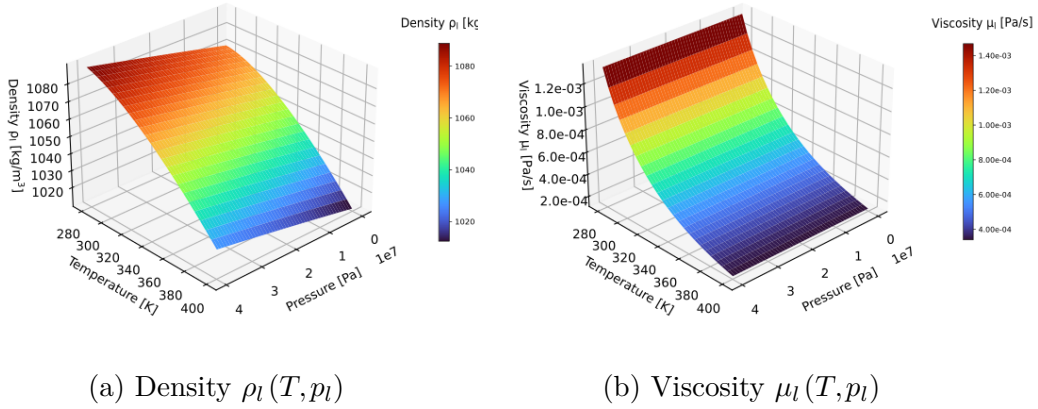 Density ρₗ [kg
1080
1060
1040
1020
Density ρₗ [kg/m³]
1080
1070
1060
1050
1040
1030
1020
280
300
320
340
360
380
400
Temperature [K]
4
3
2
1
0
1e7
Pressure [Pa]
(a) Density ρₗ (T, pₗ)
Viscosity μₗ [Pa/s]
1.40e-03
1.20e-03
1.00e-03
8.00e-04
6.00e-04
4.00e-04
Viscosity μₗ [Pa/s]
1.2e-03
1.0e-03
8.0e-04
6.0e-04
4.0e-04
2.0e-04
280
300
320
340
360
380
400
Temperature [K]
4
3
2
1
0
1e7
Pressure [Pa]
(b) Viscosity μₗ (T, pₗ)